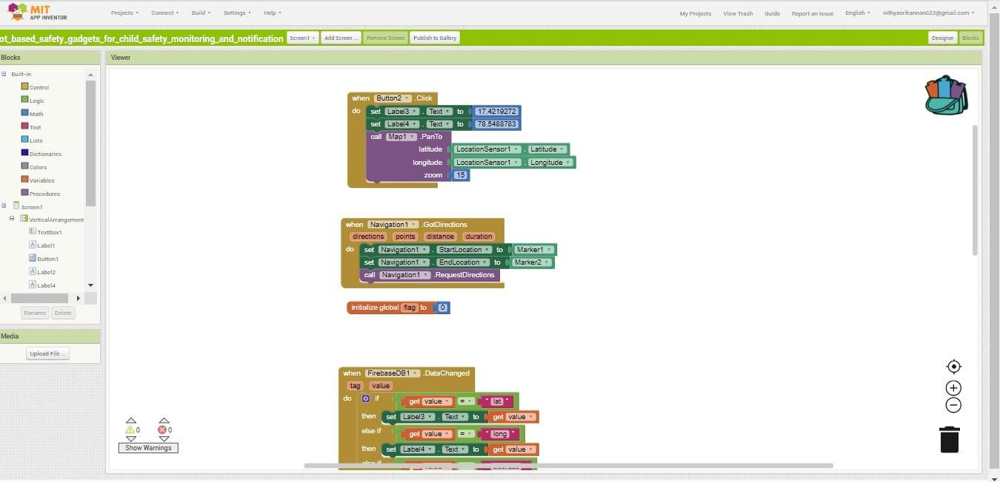 MIT
APP INVENTOR
Projects Connect Build Settings Help
My Projects View Trash Guide Report an Issue English nithyasrikannan622@gmail.com
ot_based_safety_gadgets_for_child_safety_monitoring_and_notification Screen1 Add Screen ... Remove Screen Publish to Gallery Designer Blocks
Blocks
Built-in
Control
Logic
Math
Text
Lists
Dictionaries
Colors
Variables
Procedures
Screen1
VerticalArrangement
TextBox1
Label1
Button1
Label2
Label4
Rename Delete
Media
Upload File ...
Viewer
when Button2 .Click
do set Label3 . Text to 17.4219272
set Label4 . Text to 78.5488783
call Map1 .PanTo
latitude LocationSensor1 . Latitude
longitude LocationSensor1 . Longitude
zoom 15
when Navigation1 .GotDirections
directions points distance duration
do set Navigation1 . StartLocation to Marker1
set Navigation1 . EndLocation to Marker2
call Navigation1 .RequestDirections
initialize global flag to 0
when FirebaseDB1 .DataChanged
tag value
do if get value = " lat "
then set Label3 . Text to get value
else if get value = " long "
then set Label4 . Text to get value
else if
0 0
Show Warnings